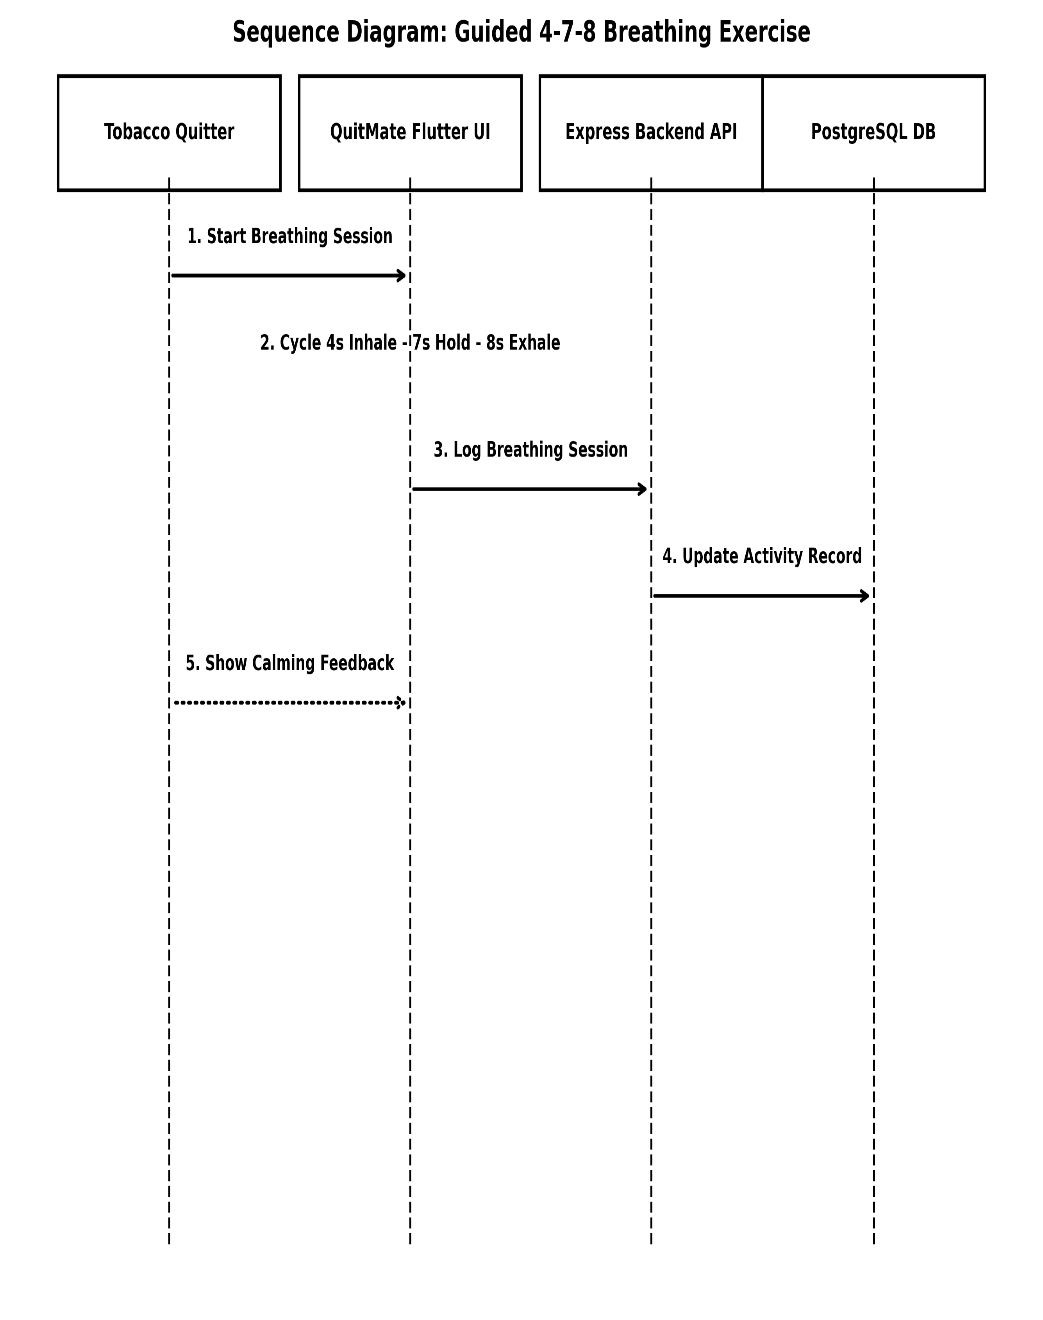 Sequence Diagram: Guided 4-7-8 Breathing Exercise
Tobacco Quitter
QuitMate Flutter UI
Express Backend API
PostgreSQL DB
1. Start Breathing Session
2. Cycle 4s Inhale - 7s Hold - 8s Exhale
3. Log Breathing Session
4. Update Activity Record
5. Show Calming Feedback